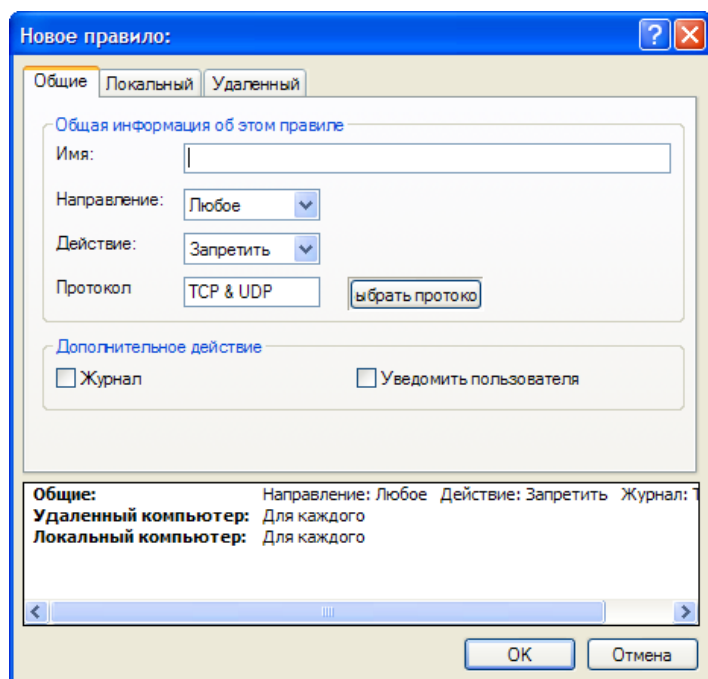 Новое правило:
Общие Локальный Удаленный
Общая информация об этом правиле
Имя:
Направление: Любое
Действие: Запретить
Протокол TCP & UDP ыбрать протоко
Дополнительное действие
Журнал Уведомить пользователя
Общие: Направление: Любое Действие: Запретить Журнал:
Удаленный компьютер: Для каждого
Локальный компьютер: Для каждого
OK Отмена